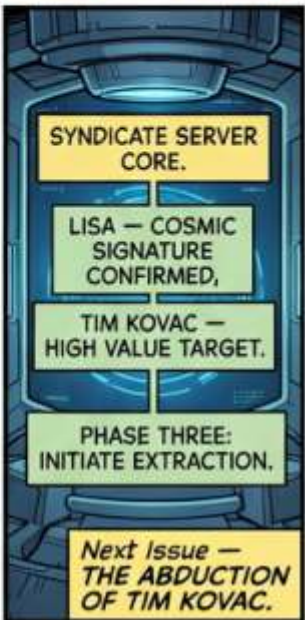 SYNDICATE SERVER
CORE.
LISA — COSMIC
SIGNATURE
CONFIRMED,
TIM KOVAC —
HIGH VALUE TARGET.
PHASE THREE:
INITIATE EXTRACTION.
Next Issue —
THE ABDUCTION
OF TIM KOVAC.